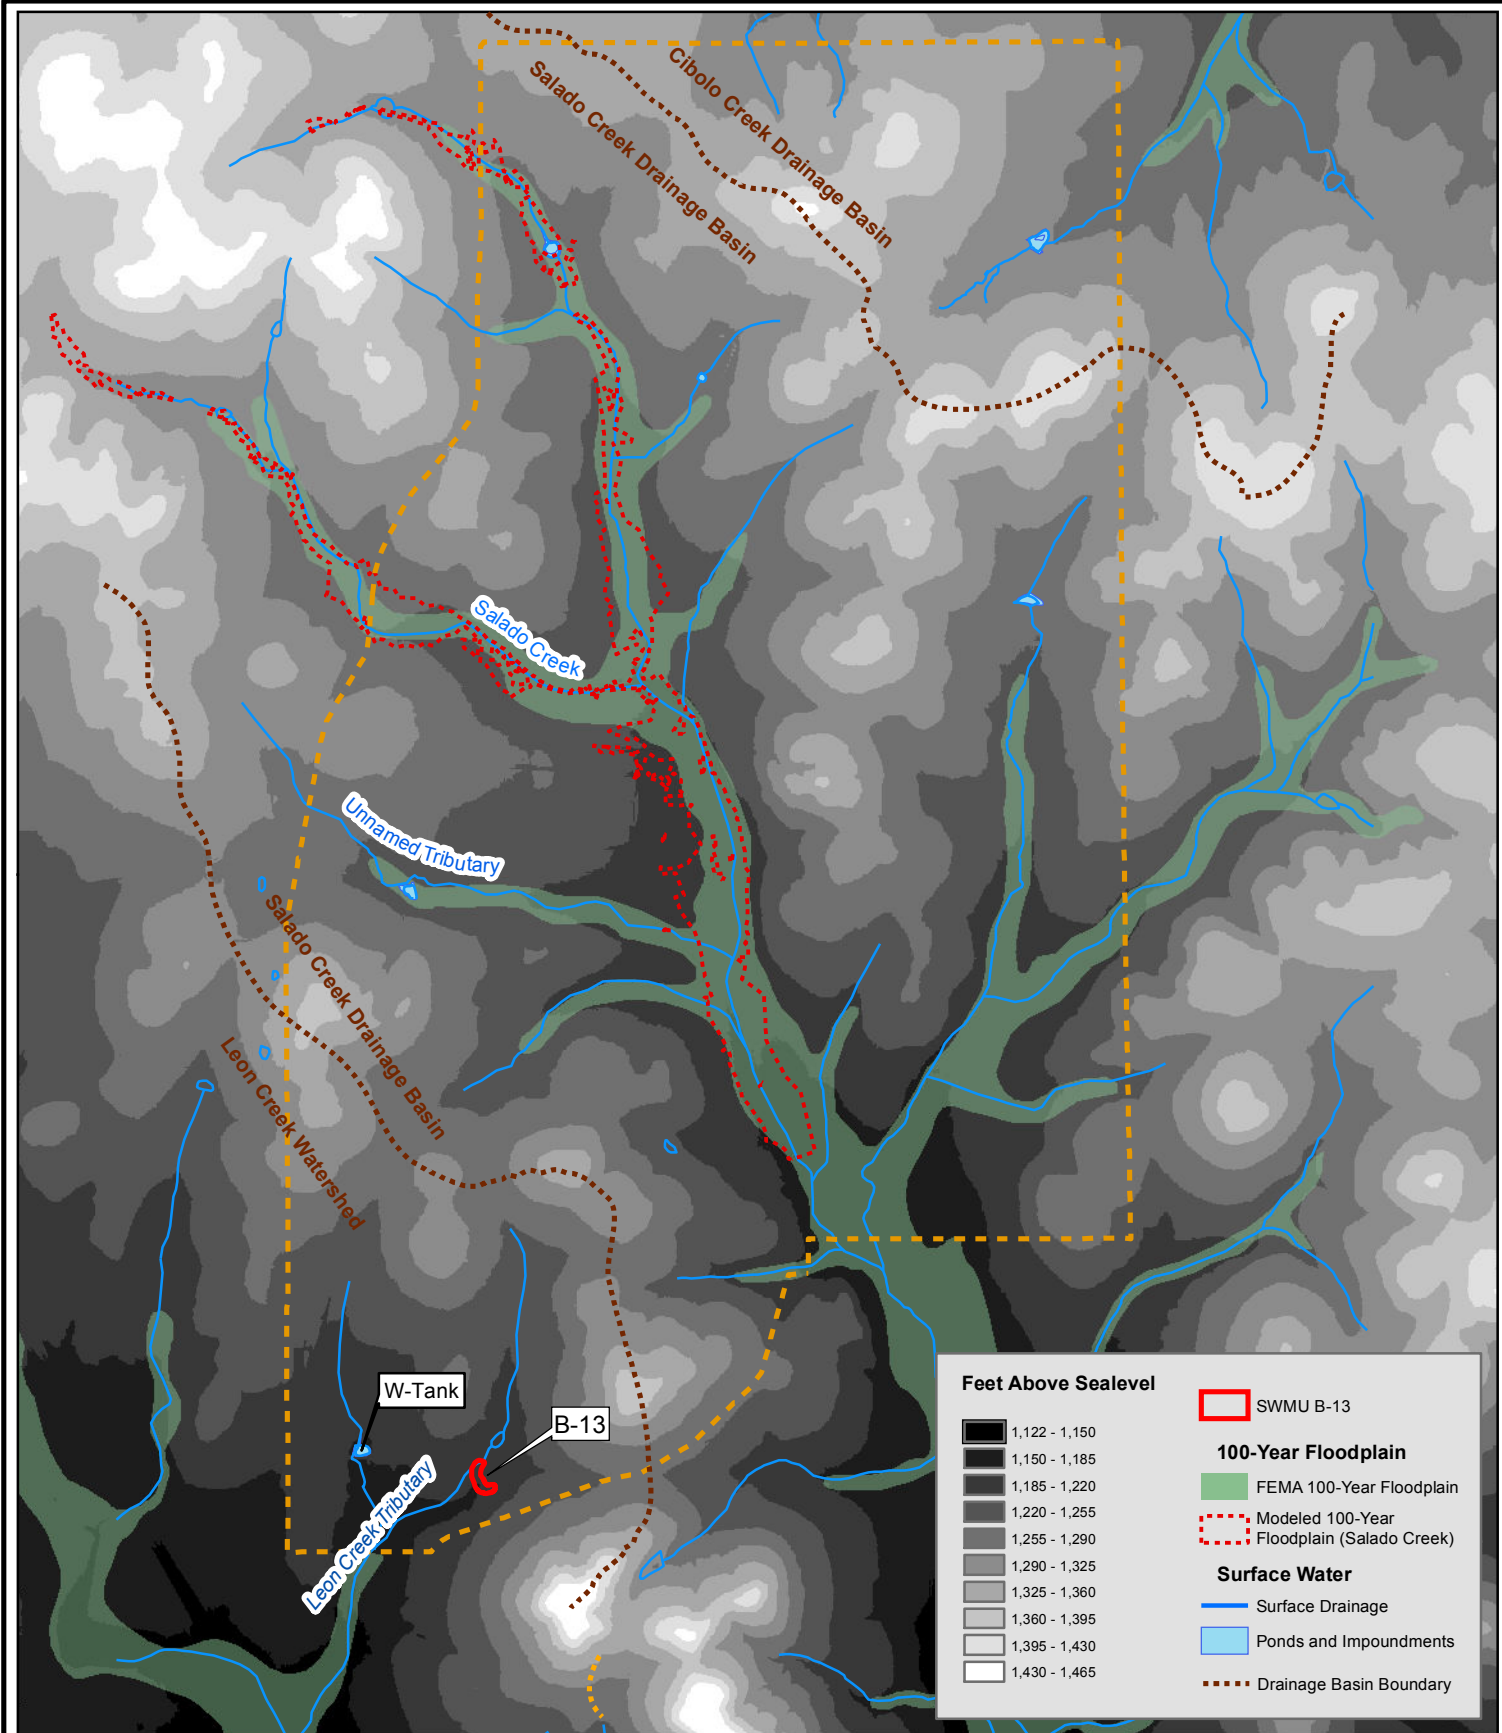 Cibolo Creek Drainage Basin
Salado Creek Drainage Basin
Salado Creek
Unnamed Tributary
Salado Creek Drainage Basin
Leon Creek Watershed
W-Tank
B-13
Leon Creek Tributary
Feet Above Sealevel
1,122 - 1,150
1,150 - 1,185
1,185 - 1,220
1,220 - 1,255
1,255 - 1,290
1,290 - 1,325
1,325 - 1,360
1,360 - 1,395
1,395 - 1,430
1,430 - 1,465
SWMU B-13
100-Year Floodplain
FEMA 100-Year Floodplain
Modeled 100-Year
Floodplain (Salado Creek)
Surface Water
Surface Drainage
Ponds and Impoundments
Drainage Basin Boundary